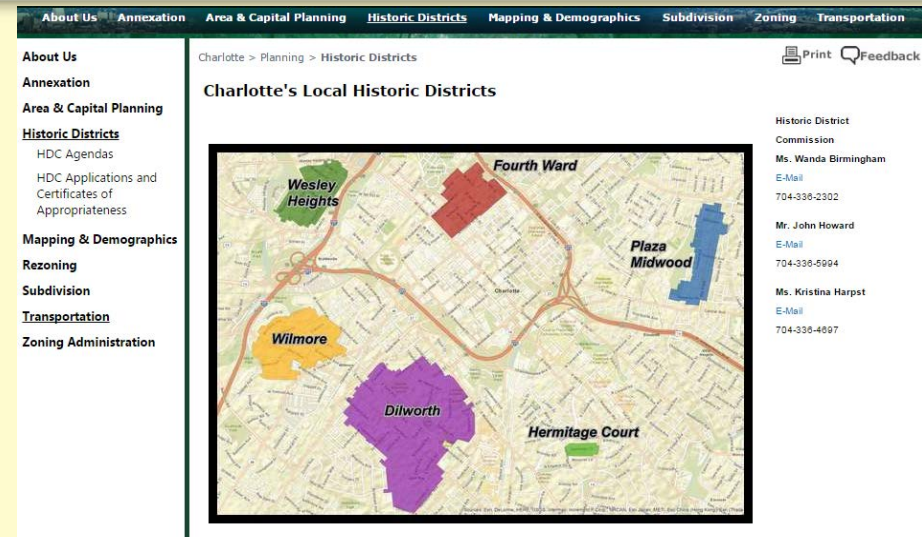 About Us Annexation Area & Capital Planning Historic Districts Mapping & Demographics Subdivision Zoning Transportation
About Us
Annexation
Area & Capital Planning
Historic Districts
HDC Agendas
HDC Applications and
Certificates of
Appropriateness
Mapping & Demographics
Rezoning
Subdivision
Transportation
Zoning Administration
Charlotte > Planning > Historic Districts
Print Feedback
Charlotte's Local Historic Districts
Fourth Ward
Wesley
Heights
Plaza
Midwood
Charlotte
Wilmore
Dilworth
Hermitage Court
Historic District
Commission
Ms. Wanda Birmingham
E-Mail
704-336-2302
Mr. John Howard
E-Mail
704-336-5994
Ms. Kristina Harpst
E-Mail
704-336-4697